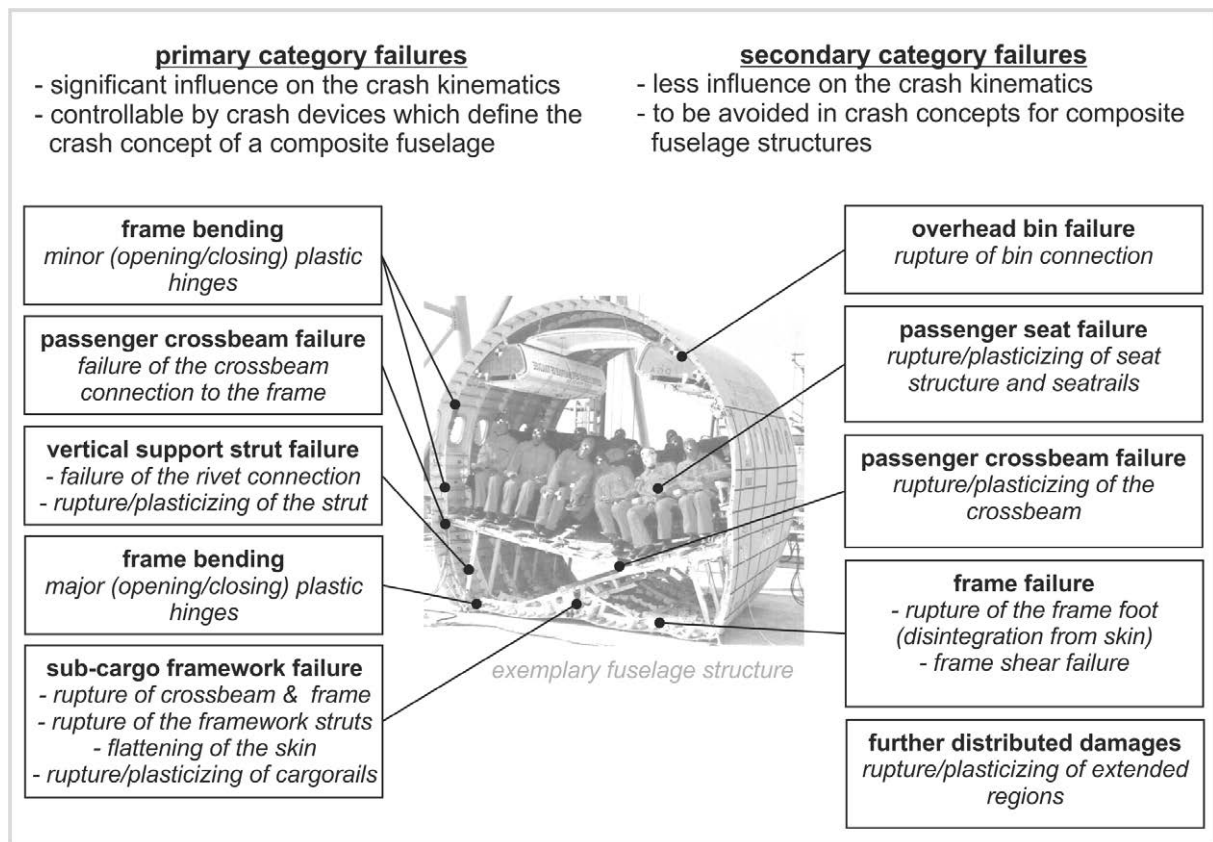 primary category failures
- significant influence on the crash kinematics
- controllable by crash devices which define the
crash concept of a composite fuselage
secondary category failures
- less influence on the crash kinematics
- to be avoided in crash concepts for composite
fuselage structures
frame bending
minor (opening/closing) plastic
hinges
passenger crossbeam failure
failure of the crossbeam
connection to the frame
vertical support strut failure
- failure of the rivet connection
- rupture/plasticizing of the strut
frame bending
major (opening/closing) plastic
hinges
sub-cargo framework failure
- rupture of crossbeam & frame
- rupture of the framework struts
- flattening of the skin
- rupture/plasticizing of cargorails
exemplary fuselage structure
overhead bin failure
rupture of bin connection
passenger seat failure
rupture/plasticizing of seat
structure and seatrails
passenger crossbeam failure
rupture/plasticizing of the
crossbeam
frame failure
- rupture of the frame foot
(disintegration from skin)
- frame shear failure
further distributed damages
rupture/plasticizing of extended
regions